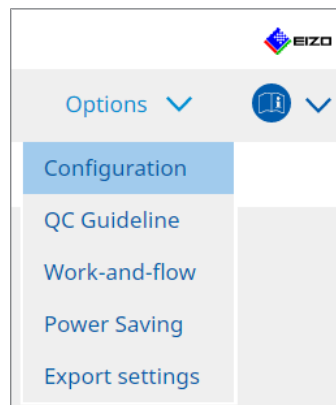 EIZO
Options
Configuration
QC Guideline
Work-and-flow
Power Saving
Export settings